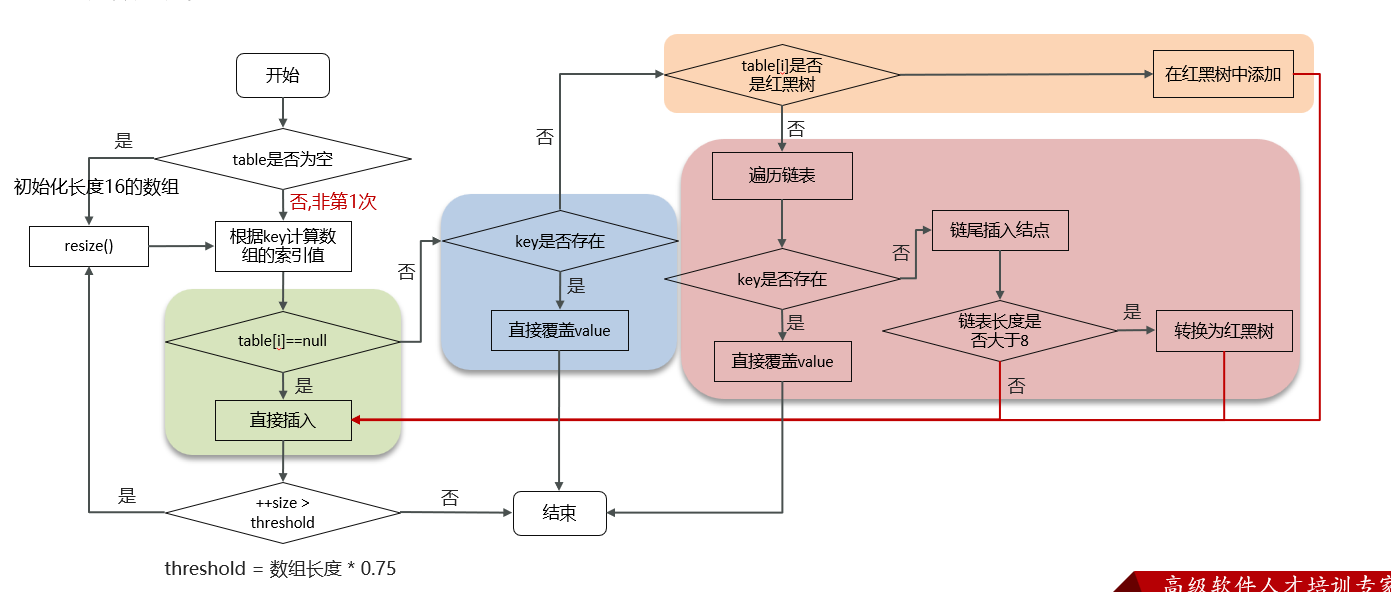 开始
是
table是否为空
初始化长度16的数组
否,非第1次
resize()
根据key计算数
组的索引值
否
table[i]==null
是
直接插入
是
++size >
threshold
否
threshold = 数组长度 * 0.75
key是否存在
是
直接覆盖value
结束
否
table[i]是否
是红黑树
在红黑树中添加
否
遍历链表
key是否存在
否
链尾插入结点
是
直接覆盖value
链表长度是
否大于8
是
转换为红黑树
否
高级软件人才培训专家